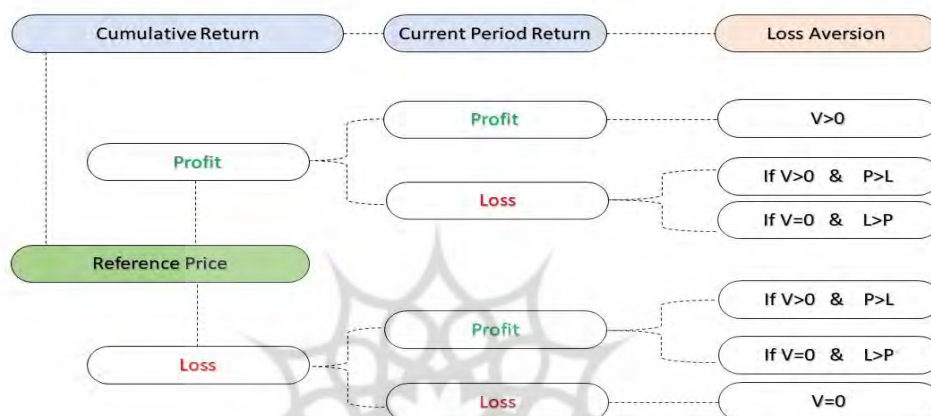 Cumulative Return
Current Period Return
Loss Aversion
Profit
V>0
Profit
If V>0 & P>L
Loss
If V=0 & L>P
Reference Price
If V>0 & P>L
Profit
If V=0 & L>P
Loss
Loss
V=0